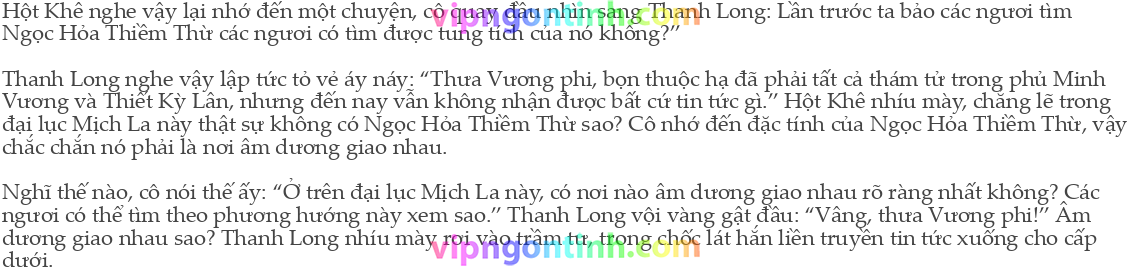 Hột Khê nghe vậy lại nhớ đến một chuyện, cô quay đầu nhìn sang Thanh Long: Lần trước ta bảo các ngươi tìm
vipngontinh.com
Ngọc Hỏa Thiềm Thừ các ngươi có tìm được tung tích của nó không?”
Thanh Long nghe vậy lập tức tỏ vẻ áy náy: “Thưa Vương phi, bọn thuộc hạ đã phải tất cả thám tử trong phủ Minh
Vương và Thiết Kỳ Lân, nhưng đến nay vẫn không nhận được bất cứ tin tức gì.” Hột Khê nhíu mày, chẳng lẽ trong
đại lục Mịch La này thật sự không có Ngọc Hỏa Thiềm Thừ sao? Cô nhớ đến đặc tính của Ngọc Hỏa Thiềm Thừ, vậy
chắc chắn nó phải là nơi âm dương giao nhau.
Nghĩ thế nào, cô nói thế ấy: “Ở trên đại lục Mịch La này, có nơi nào âm dương giao nhau rõ ràng nhất không? Các
ngươi có thể tìm theo phương hướng này xem sao.” Thanh Long vội vàng gật đầu: “Vâng, thưa Vương phi!” Âm
dương giao nhau sao? Thanh Long nhíu mày rơi vào trầm tư, trong chốc lát hắn liền truyền tin tức xuống cho cấp
vipngontinh.com
dưới.